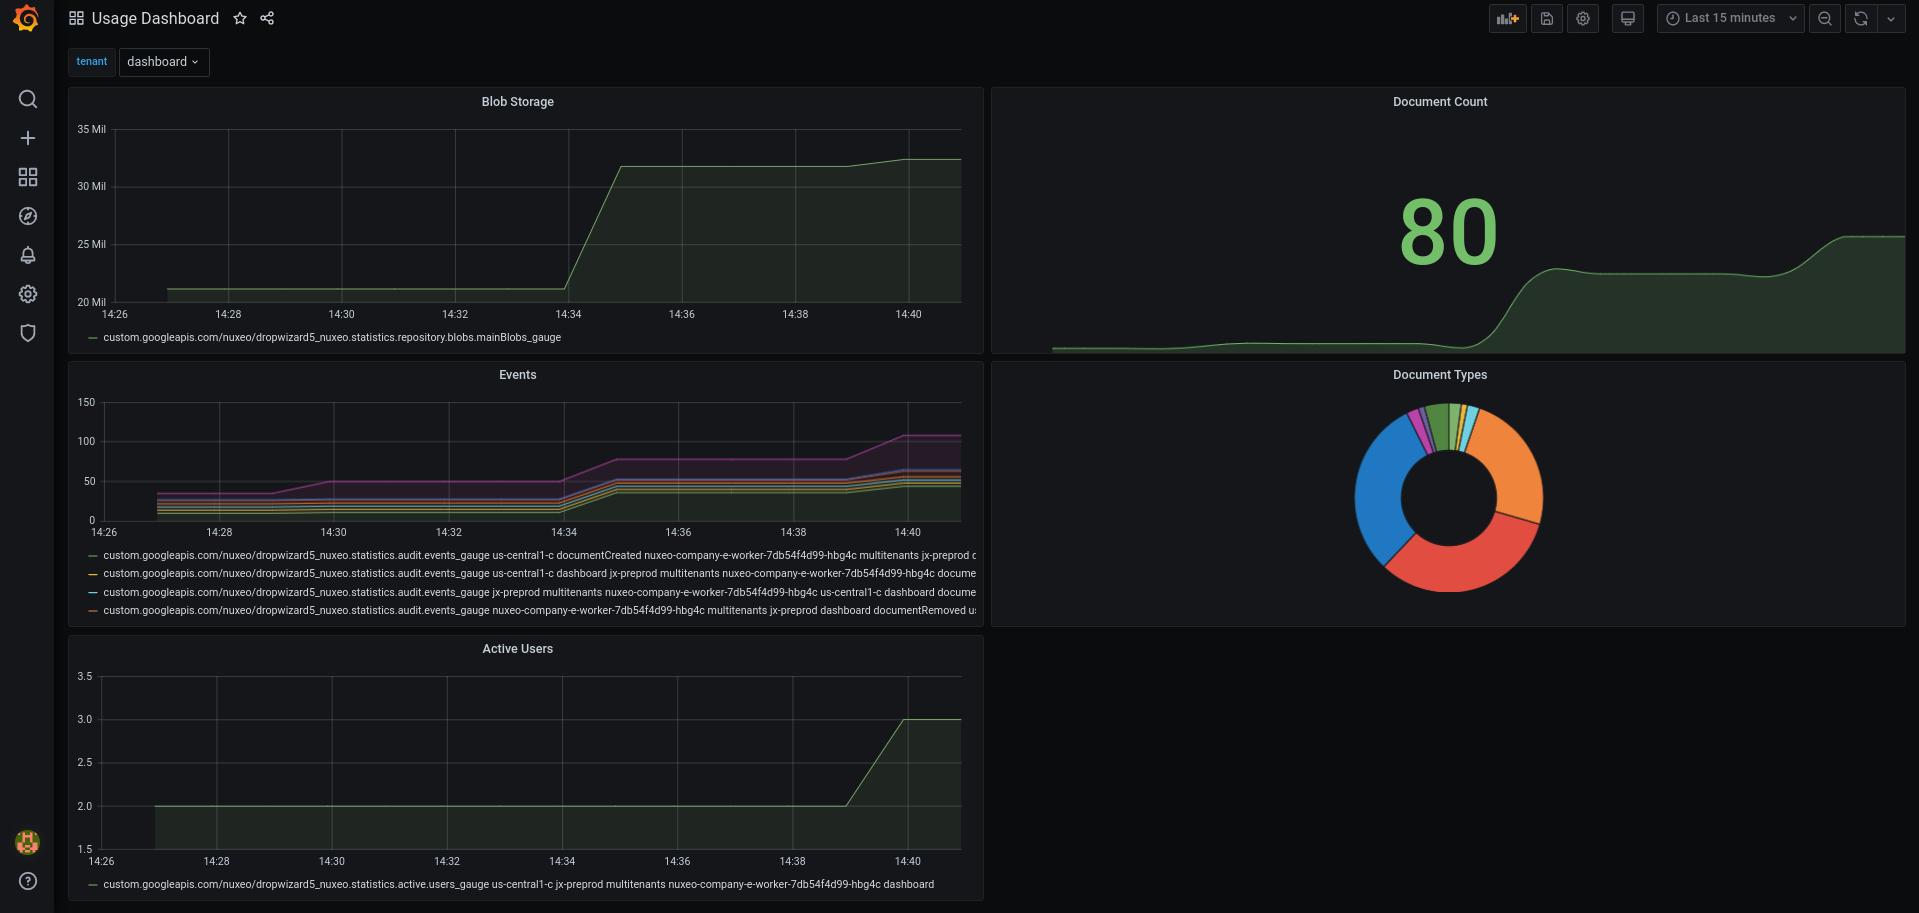 Usage Dashboard
Last 15 minutes
tenant
dashboard
Blob Storage
35 Mil
30 Mil
25 Mil
20 Mil
14:26 14:28 14:30 14:32 14:34 14:36 14:38 14:40
custom.googleapis.com/nuxeo/dropwizard5_nuxeo.statistics.repository.blobs.mainBlobs_gauge
Document Count
80
Events
150
100
50
0
14:26 14:28 14:30 14:32 14:34 14:36 14:38 14:40
custom.googleapis.com/nuxeo/dropwizard5_nuxeo.statistics.audit.events_gauge us-central1-c documentCreated nuxeo-company-e-worker-7db54f4d99-hbg4c multitenants jx-preprod
custom.googleapis.com/nuxeo/dropwizard5_nuxeo.statistics.audit.events_gauge us-central1-c dashboard jx-preprod multitenants nuxeo-company-e-worker-7db54f4d99-hbg4c docume
custom.googleapis.com/nuxeo/dropwizard5_nuxeo.statistics.audit.events_gauge jx-preprod multitenants nuxeo-company-e-worker-7db54f4d99-hbg4c us-central1-c dashboard docume
custom.googleapis.com/nuxeo/dropwizard5_nuxeo.statistics.audit.events_gauge nuxeo-company-e-worker-7db54f4d99-hbg4c multitenants jx-preprod dashboard documentRemoved
Document Types
Active Users
3.5
3.0
2.5
2.0
1.5
14:26 14:28 14:30 14:32 14:34 14:36 14:38 14:40
custom.googleapis.com/nuxeo/dropwizard5_nuxeo.statistics.active.users_gauge us-central1-c jx-preprod multitenants nuxeo-company-e-worker-7db54f4d99-hbg4c dashboard